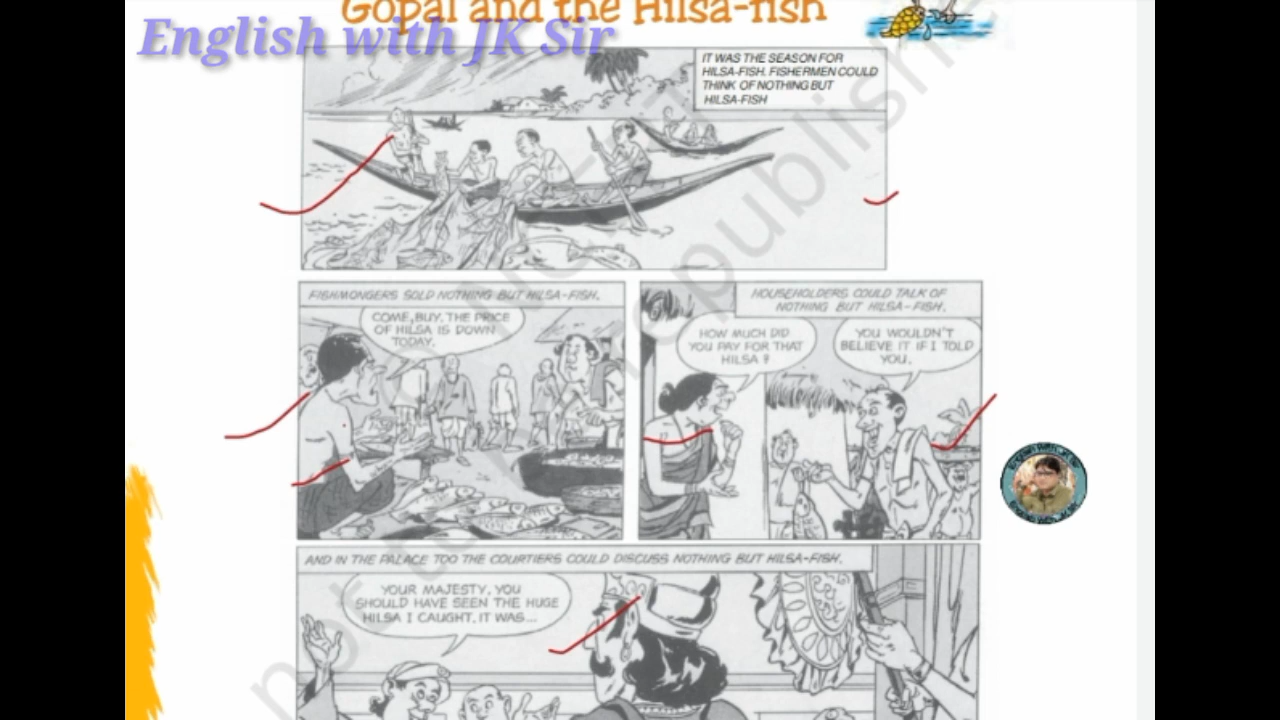 Gopal and the Hilsa-fish
English with JK Sir
IT WAS THE SEASON FOR
HILSA-FISH. FISHERMEN COULD
THINK OF NOTHING BUT
HILSA-FISH
FISHMONGERS SOLD NOTHING BUT HILSA-FISH.
COME, BUY. THE PRICE
OF HILSA IS DOWN
TODAY.
HOUSEHOLDERS COULD TALK OF
NOTHING BUT HILSA-FISH.
HOW MUCH DID
YOU PAY FOR THAT
HILSA ?
YOU WOULDN'T
BELIEVE IT IF I TOLD
YOU.
AND IN THE PALACE TOO THE COURTIERS COULD DISCUSS NOTHING BUT HILSA-FISH.
YOUR MAJESTY, YOU
SHOULD HAVE SEEN THE HUGE
HILSA I CAUGHT. IT WAS...